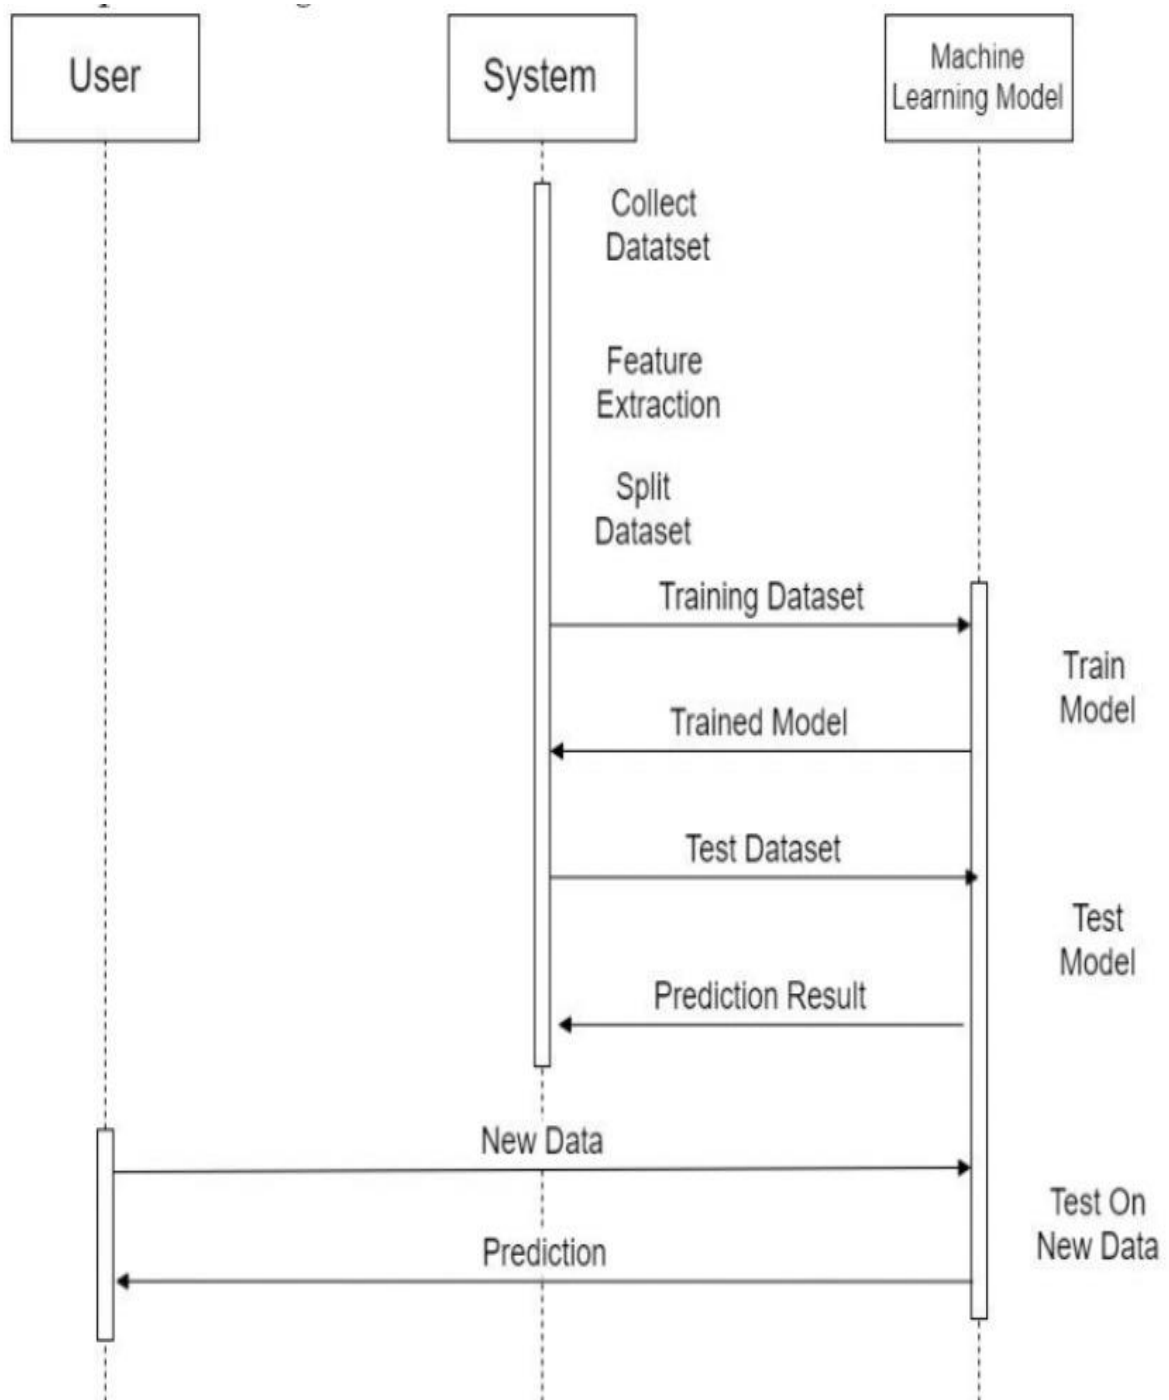 User
System
Machine
Learning Model
Collect
Datatset
Feature
Extraction
Split
Dataset
Training Dataset
Train
Model
Trained Model
Test Dataset
Test
Model
Prediction Result
New Data
Test On
New Data
Prediction